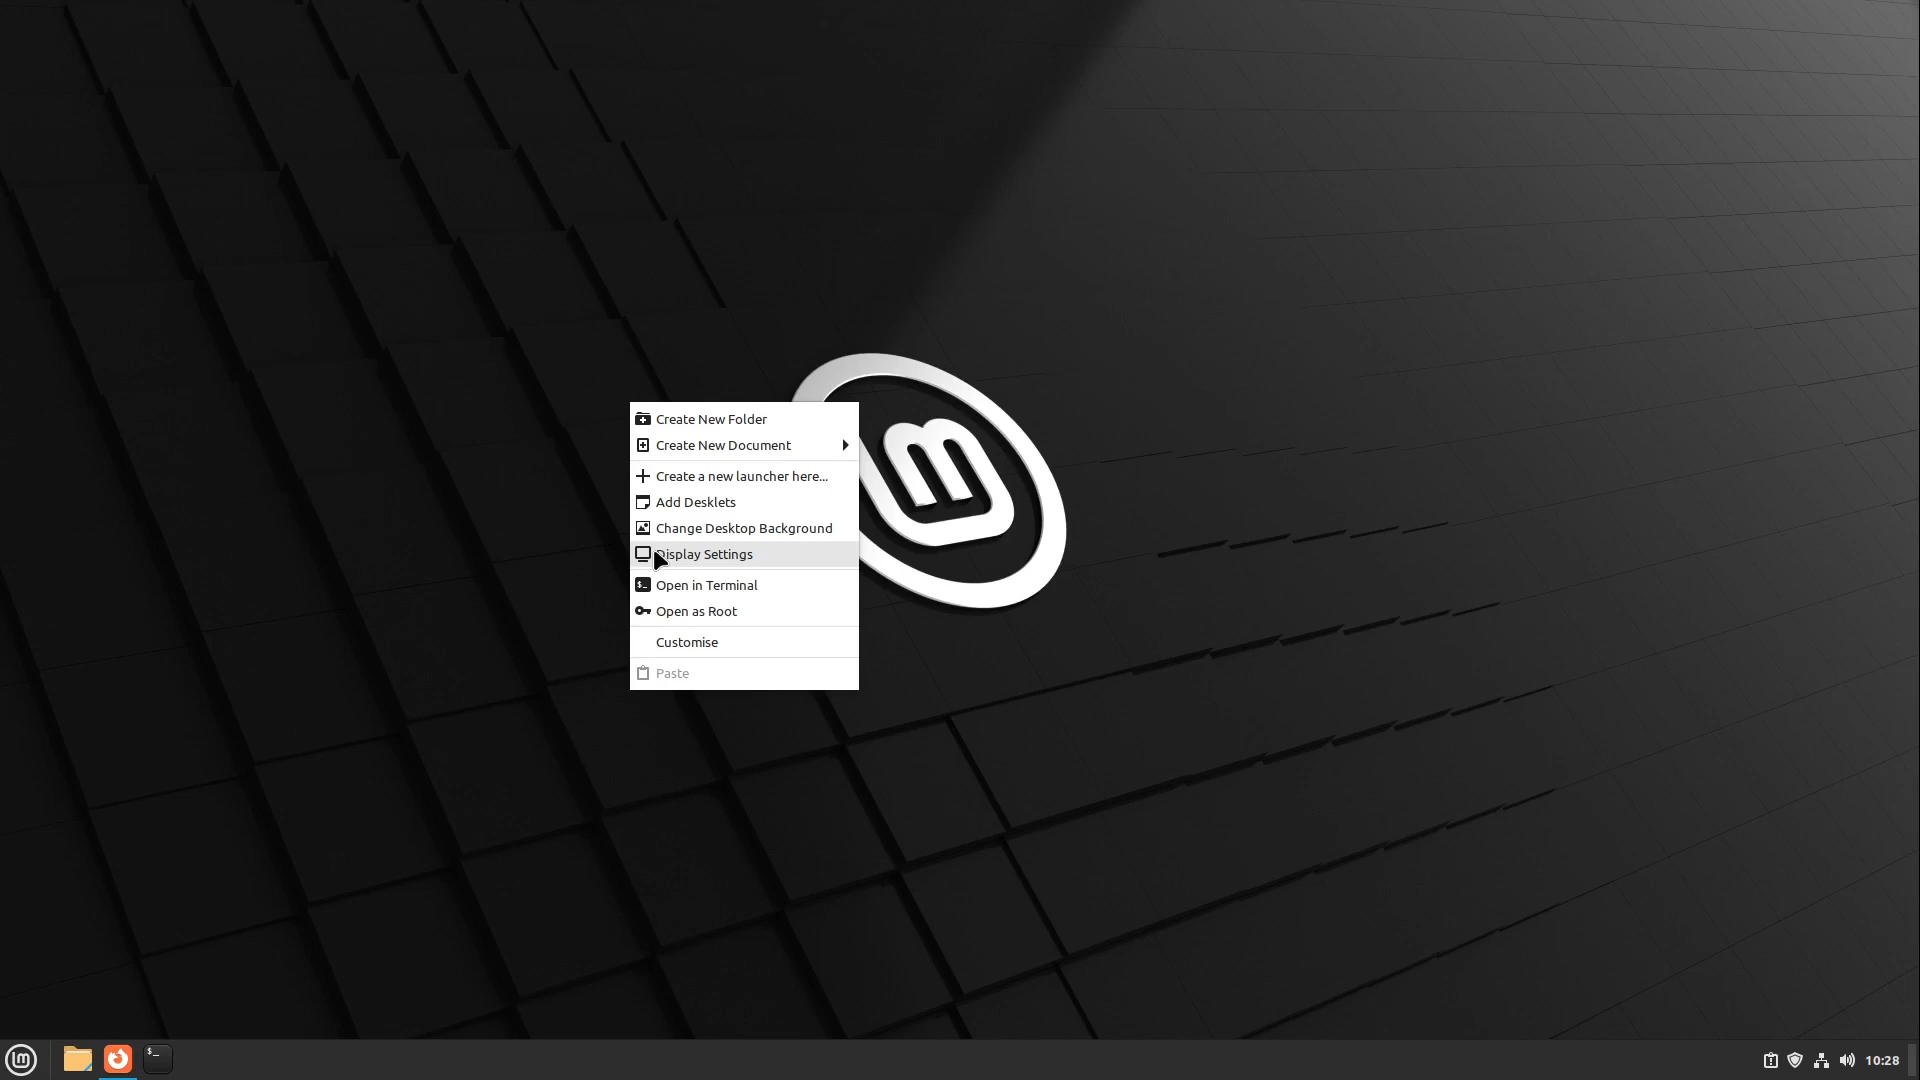 Create New Folder
Create New Document
Create a new launcher here...
Add Desklets
Change Desktop Background
Display Settings
Open in Terminal
Open as Root
Customise
Paste
10:28